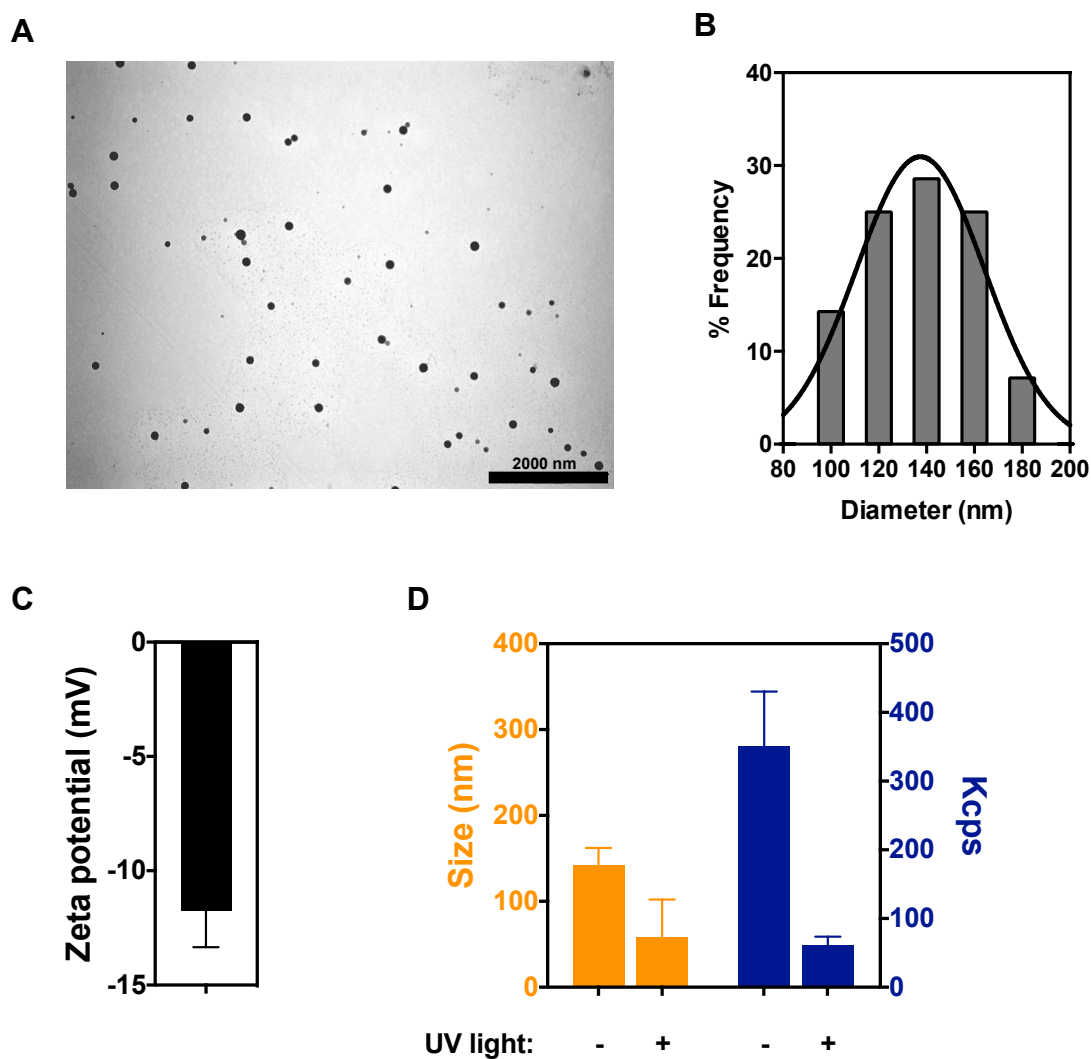 A
2000 nm
B
% Frequency
40
30
20
10
0
80 100 120 140 160 180 200
Diameter (nm)
C
Zeta potential (mV)
0
-5
-10
-15
D
Size (nm)
400
300
200
100
0
500
400
300
200
100
0
Kcps
UV light: - + - +